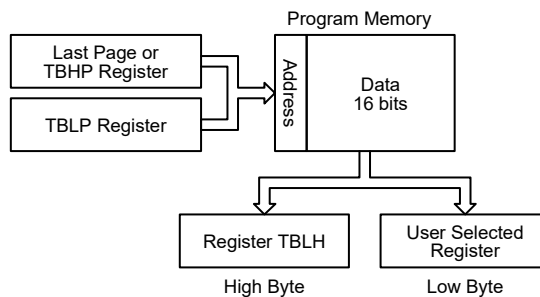 Program Memory
Last Page or
TBHP Register
TBLP Register
Address
Data
16 bits
Register TBLH
User Selected
Register
High Byte
Low Byte